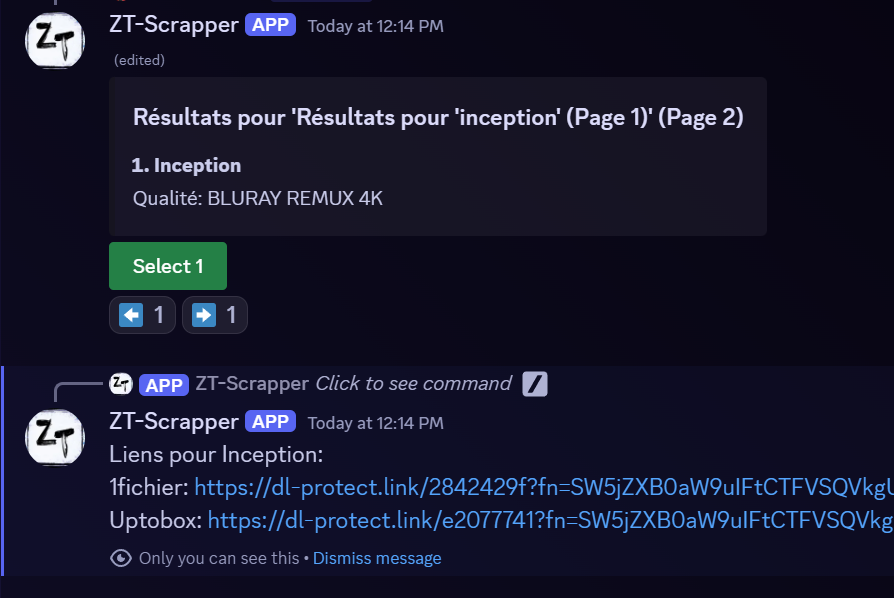 ZT-Scrapper APP Today at 12:14 PM
(edited)
Résultats pour 'Résultats pour 'inception' (Page 1)' (Page 2)
1. Inception
Qualité: BLURAY REMUX 4K
Select 1
1 1
ZT APP ZT-Scrapper Click to see command
ZT-Scrapper APP Today at 12:14 PM
Liens pour Inception:
1fichier: https://dl-protect.link/2842429f?fn=SW5jZXB0aW9uIFtCTFVSQVkgU
Uptobox: https://dl-protect.link/e2077741?fn=SW5jZXB0aW9uIFtCTFVSQVkg
Only you can see this • Dismiss message